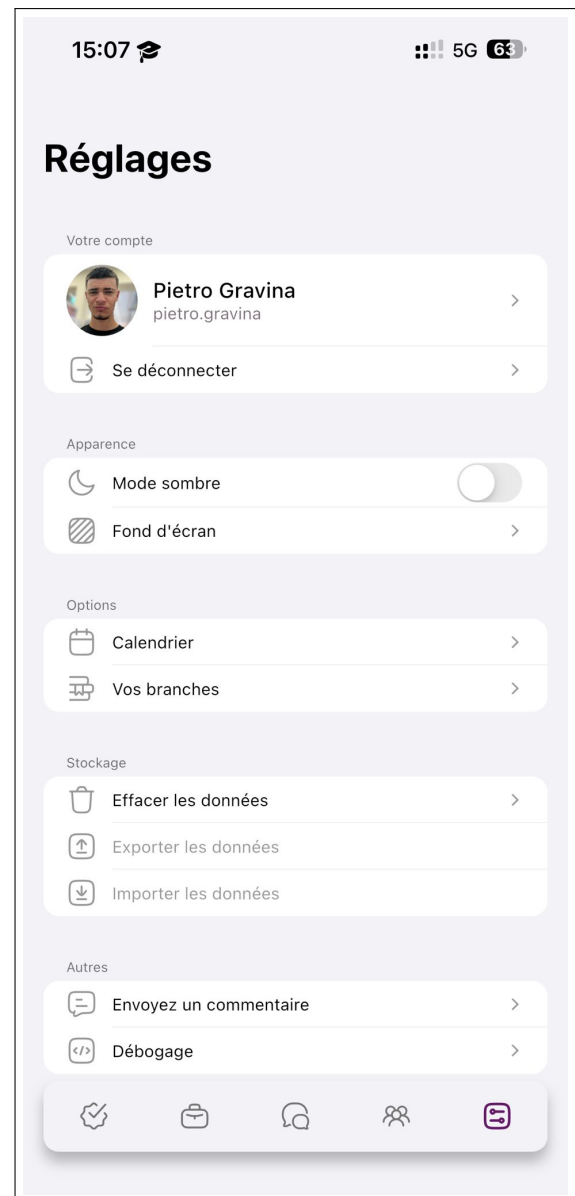 15:07
5G 63
Réglages
Votre compte
Pietro Gravina
pietro.gravina
Se déconnecter
Apparence
Mode sombre
Fond d'écran
Options
Calendrier
Vos branches
Stockage
Effacer les données
Exporter les données
Importer les données
Autres
Envoyez un commentaire
</>
Débogage